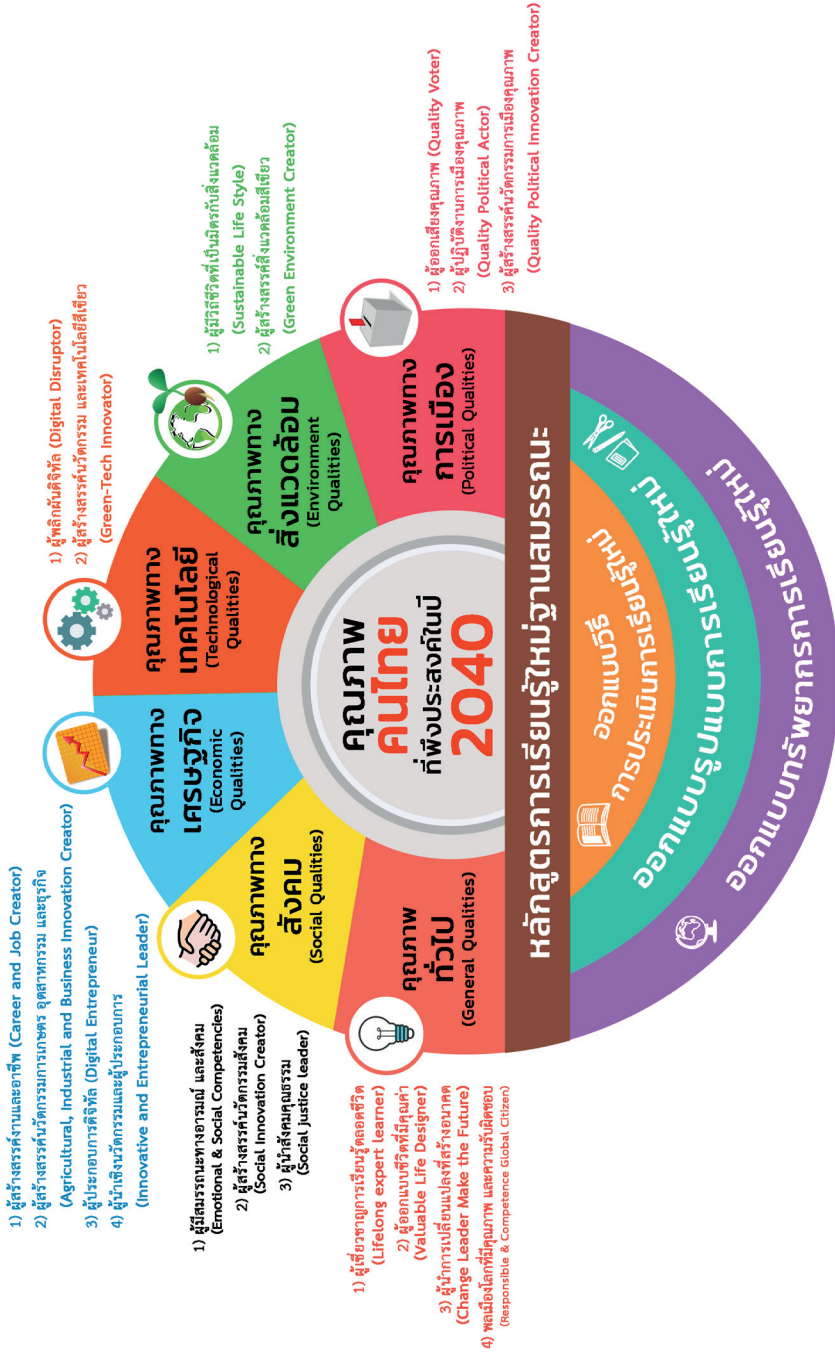 1) ผู้สร้างสรรค์งานและอาชีพ (Career and Job Creator)
2) ผู้สร้างสรรค์นวัตกรรมการเกษตร อุตสาหกรรม และธุรกิจ
(Agricultural, Industrial and Business Innovation Creator)
3) ผู้ประกอบการดิจิทัล (Digital Entrepreneur)
4) ผู้นำเชิงนวัตกรรมและผู้ประกอบการ
(Innovative and Entrepreneurial Leader)
1) ผู้พลิกผันดิจิทัล (Digital Disruptor)
2) ผู้สร้างสรรค์นวัตกรรม และเทคโนโลยีสีเขียว
(Green-Tech Innovator)
1) ผู้มีสมรรถนะทางอารมณ์ และสังคม
(Emotional & Social Competencies)
2) ผู้สร้างสรรค์นวัตกรรมสังคม
(Social Innovation Creator)
3) ผู้นำสังคมคุณธรรม
(Social justice leader)
1) ผู้มีวิถีชีวิตที่เป็นมิตรกับสิ่งแวดล้อม
(Sustainable Life Style)
2) ผู้สร้างสรรค์สิ่งแวดล้อมสีเขียว
(Green Environment Creator)
1) ผู้เชี่ยวชาญการเรียนรู้ตลอดชีวิต
(Lifelong expert learner)
2) ผู้ออกแบบชีวิตที่มีคุณค่า
(Valuable Life Designer)
3) ผู้นำการเปลี่ยนแปลงที่สร้างอนาคต
(Change Leader Make the Future)
4) พลเมืองโลกที่มีคุณภาพ และความรับผิดชอบ
(Responsible & Competence Global Citizen)
1) ผู้ออกเสียงคุณภาพ (Quality Voter)
2) ผู้ปฏิบัติงานการเมืองคุณภาพ
(Quality Political Actor)
3) ผู้สร้างสรรค์นวัตกรรมการเมืองคุณภาพ
(Quality Political Innovation Creator)
คุณภาพ
ทั่วไป
(General Qualities)
คุณภาพทาง
สังคม
(Social Qualities)
คุณภาพทาง
เศรษฐกิจ
(Economic
Qualities)
คุณภาพทาง
เทคโนโลยี
(Technological
Qualities)
คุณภาพทาง
สิ่งแวดล้อม
(Environment
Qualities)
คุณภาพทาง
การเมือง
(Political Qualities)
คุณภาพ
คนไทย
ที่พึงประสงค์ในปี
2040
หลักสูตรการเรียนรู้ใหม่ฐานสมรรถนะ
ออกแบบวิธี
การประเมินการเรียนรู้ใหม่
ออกแบบรูปแบบการเรียนรู้ใหม่
ออกแบบทรัพยากรการเรียนรู้ใหม่